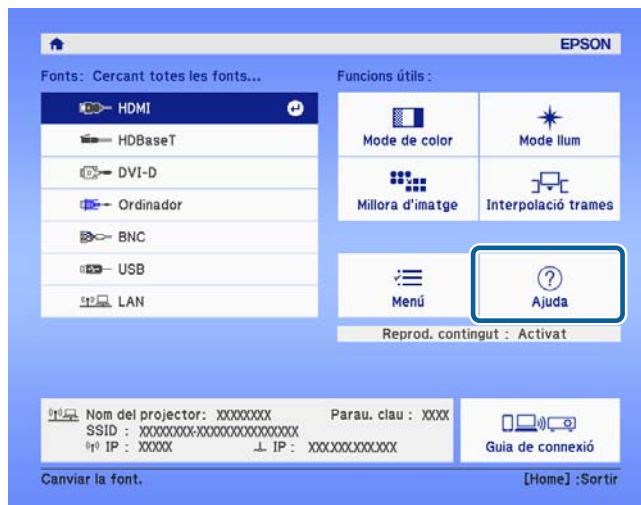 EPSON
Fonts: Cercant totes les fonts...
HDMI
HDBaseT
DVI-D
Ordinador
BNC
USB
LAN
Funcions útils :
Mode de color
Mode llum
Millora d'imatge
Interpolació trames
Menú
Ajuda
Reprod. contingut : Activat
Nom del projector: XXXXXXXX Parau. clau : XXXX
SSID : XXXXXXXX-XXXXXXXXXXXXXXX
IP : XXXXX IP : XXX.XXX.XXX.XXX
Guia de connexió
Canviar la font. [Home] :Sortir